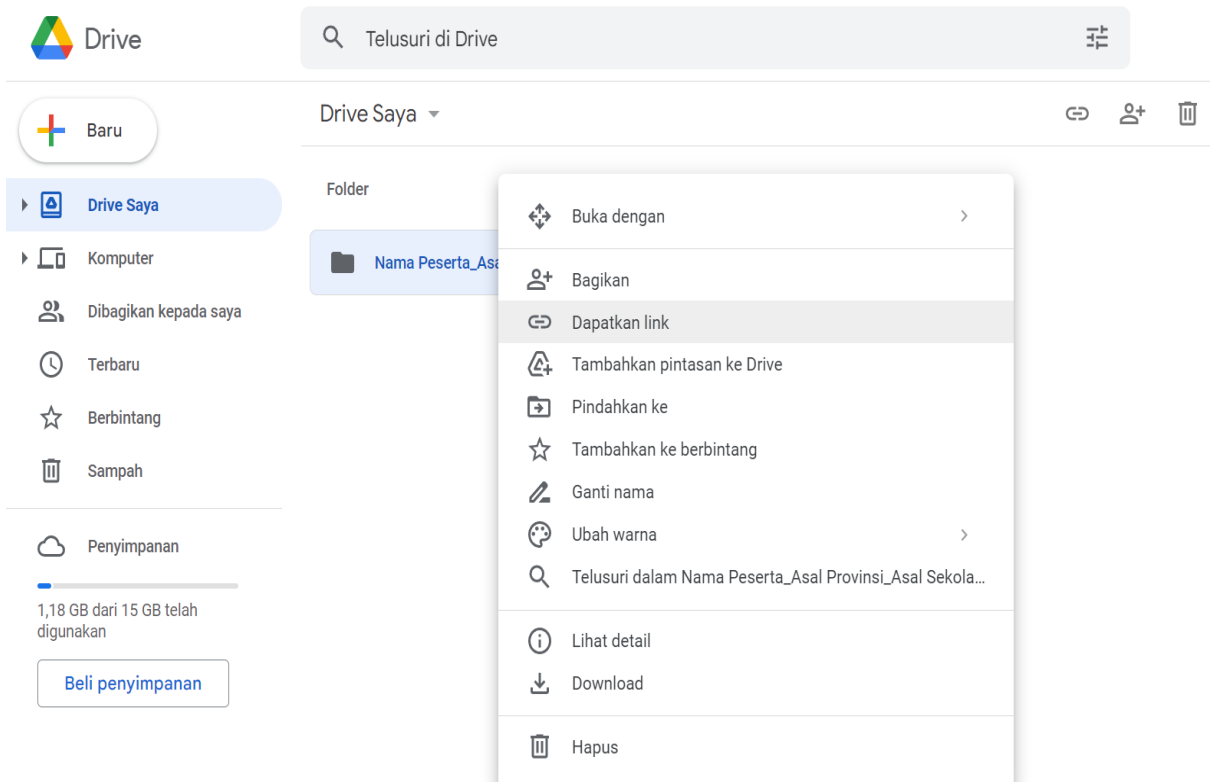 Drive
Telusuri di Drive
Baru
Drive Saya
Komputer
Dibagikan kepada saya
Terbaru
Berbintang
Sampah
Penyimpanan
1,18 GB dari 15 GB telah
digunakan
Beli penyimpanan
Drive Saya
Folder
Nama Peserta_Asa
Buka dengan
Bagikan
Dapatkan link
Tambahkan pintasan ke Drive
Pindahkan ke
Tambahkan ke berbintang
Ganti nama
Ubah warna
Telusuri dalam Nama Peserta_Asal Provinsi_Asal Sekola...
Lihat detail
Download
Hapus